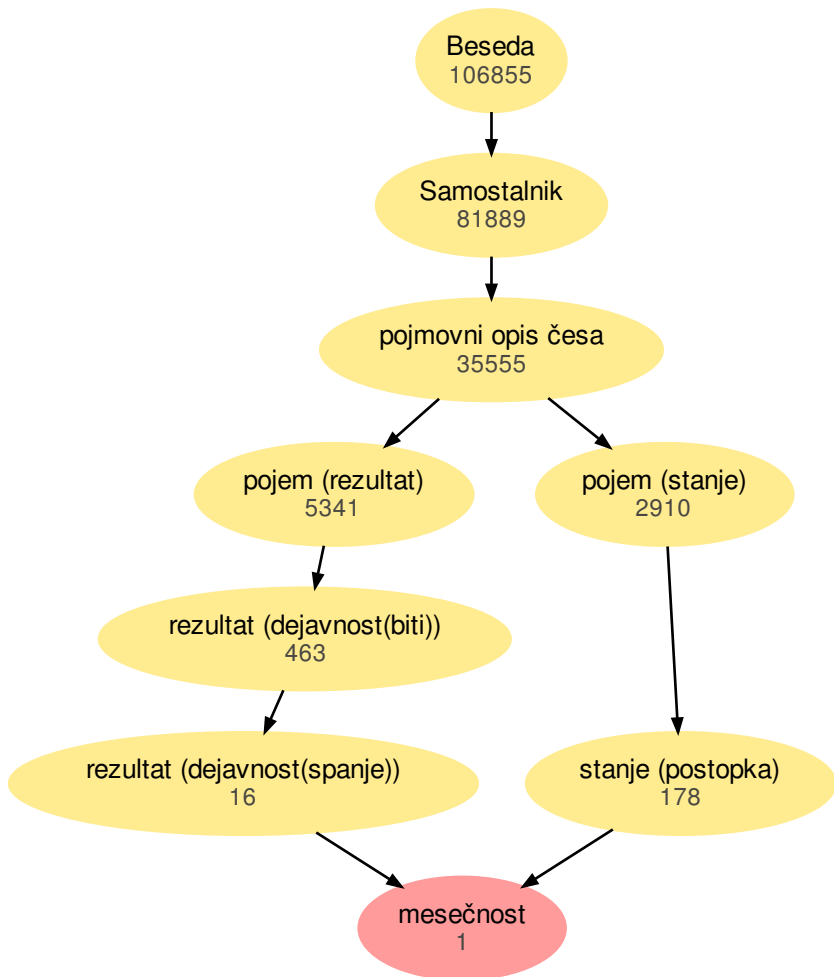 Beseda
106855
Samostalnik
81889
pojmovni opis česa
35555
pojem (rezultat)
5341
pojem (stanje)
2910
rezultat (dejavnost(biti))
463
rezultat (dejavnost(spanje))
16
stanje (postopka)
178
mesečnost
1